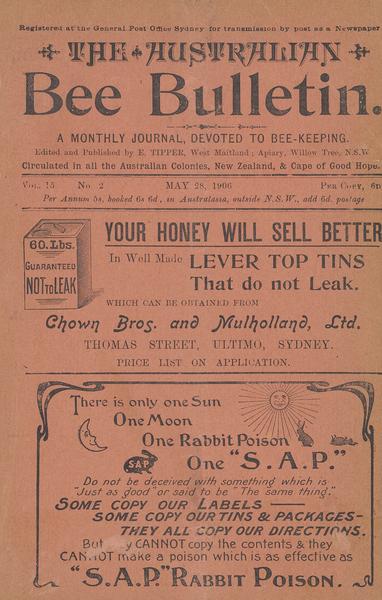 Registered at the General Post Office Sydney for transmission by post as a Newspaper
THE AUSTRALIAN
Bee Bulletin.
A MONTHLY JOURNAL, DEVOTED TO BEE-KEEPING.
Edited and Published by E. TIPPER, West Maitland; Apiary, Willow Tree, N.S.W.
Circulated in all the Australian Colonies, New Zealand, & Cape of Good Hope.
VOL. 15 No. 2 MAY 28, 1906 PER COPY, 6D
Per Annum 5s, booked 6s 6d, in Australasia, outside N.S.W., add 6d. postage
60. Lbs.
GUARANTEED
NOT TO LEAK
YOUR HONEY WILL SELL BETTER
In Well Made LEVER TOP TINS
That do not Leak.
WHICH CAN BE OBTAINED FROM
Chown Bros. and Mulholland, Ltd.
THOMAS STREET, ULTIMO, SYDNEY.
PRICE LIST ON APPLICATION.
There is only one Sun
One Moon
One Rabbit Poison
S.A.P.
One "S.A.P."
Do not be deceived with something which is
"Just as good" or said to be "The same thing."
SOME COPY OUR LABELS —
SOME COPY OUR TINS & PACKAGES-
THEY ALL COPY OUR DIRECTIONS.
But CANNOT copy the contents & they
CANNOT make a poison which is as effective as
"S.A.P." RABBIT POISON.